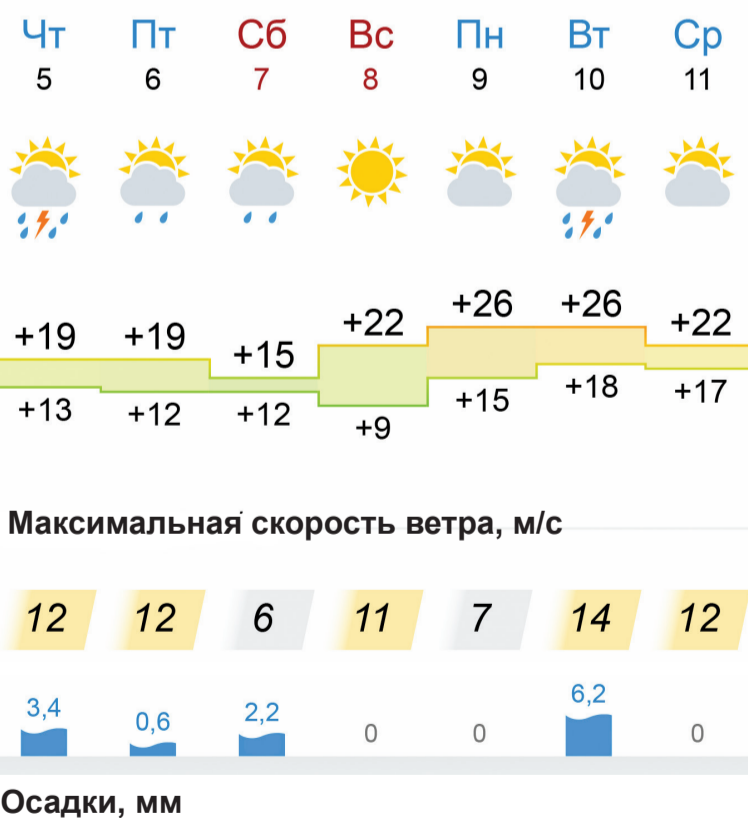 Чт Пт Сб Вс Пн Вт Ср
5 6 7 8 9 10 11
+19 +19 +15 +22 +26 +26 +22
+13 +12 +12 +9 +15 +18 +17
Максимальная скорость ветра, м/с
12 12 6 11 7 14 12
3,4 0,6 2,2 0 0 6,2 0
Осадки, мм